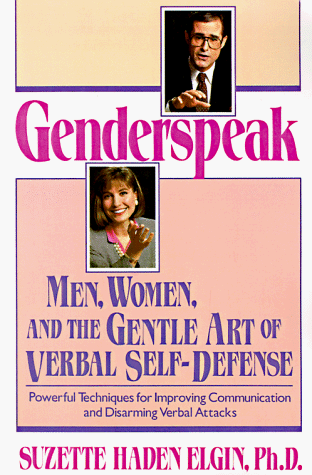 Genderspeak
MEN, WOMEN,
AND THE GENTLE ART OF
VERBAL SELF-DEFENSE
Powerful Techniques for Improving Communication
and Disarming Verbal Attacks
SUZETTE HADEN ELGIN, Ph.D.